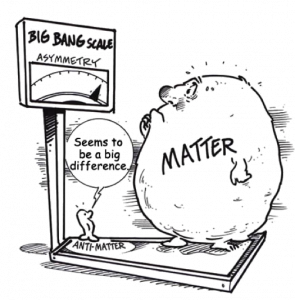 BIG BANG SCALE
ASYMMETRY
Seems to
be a big
difference.
MATTER
ANTI-MATTER